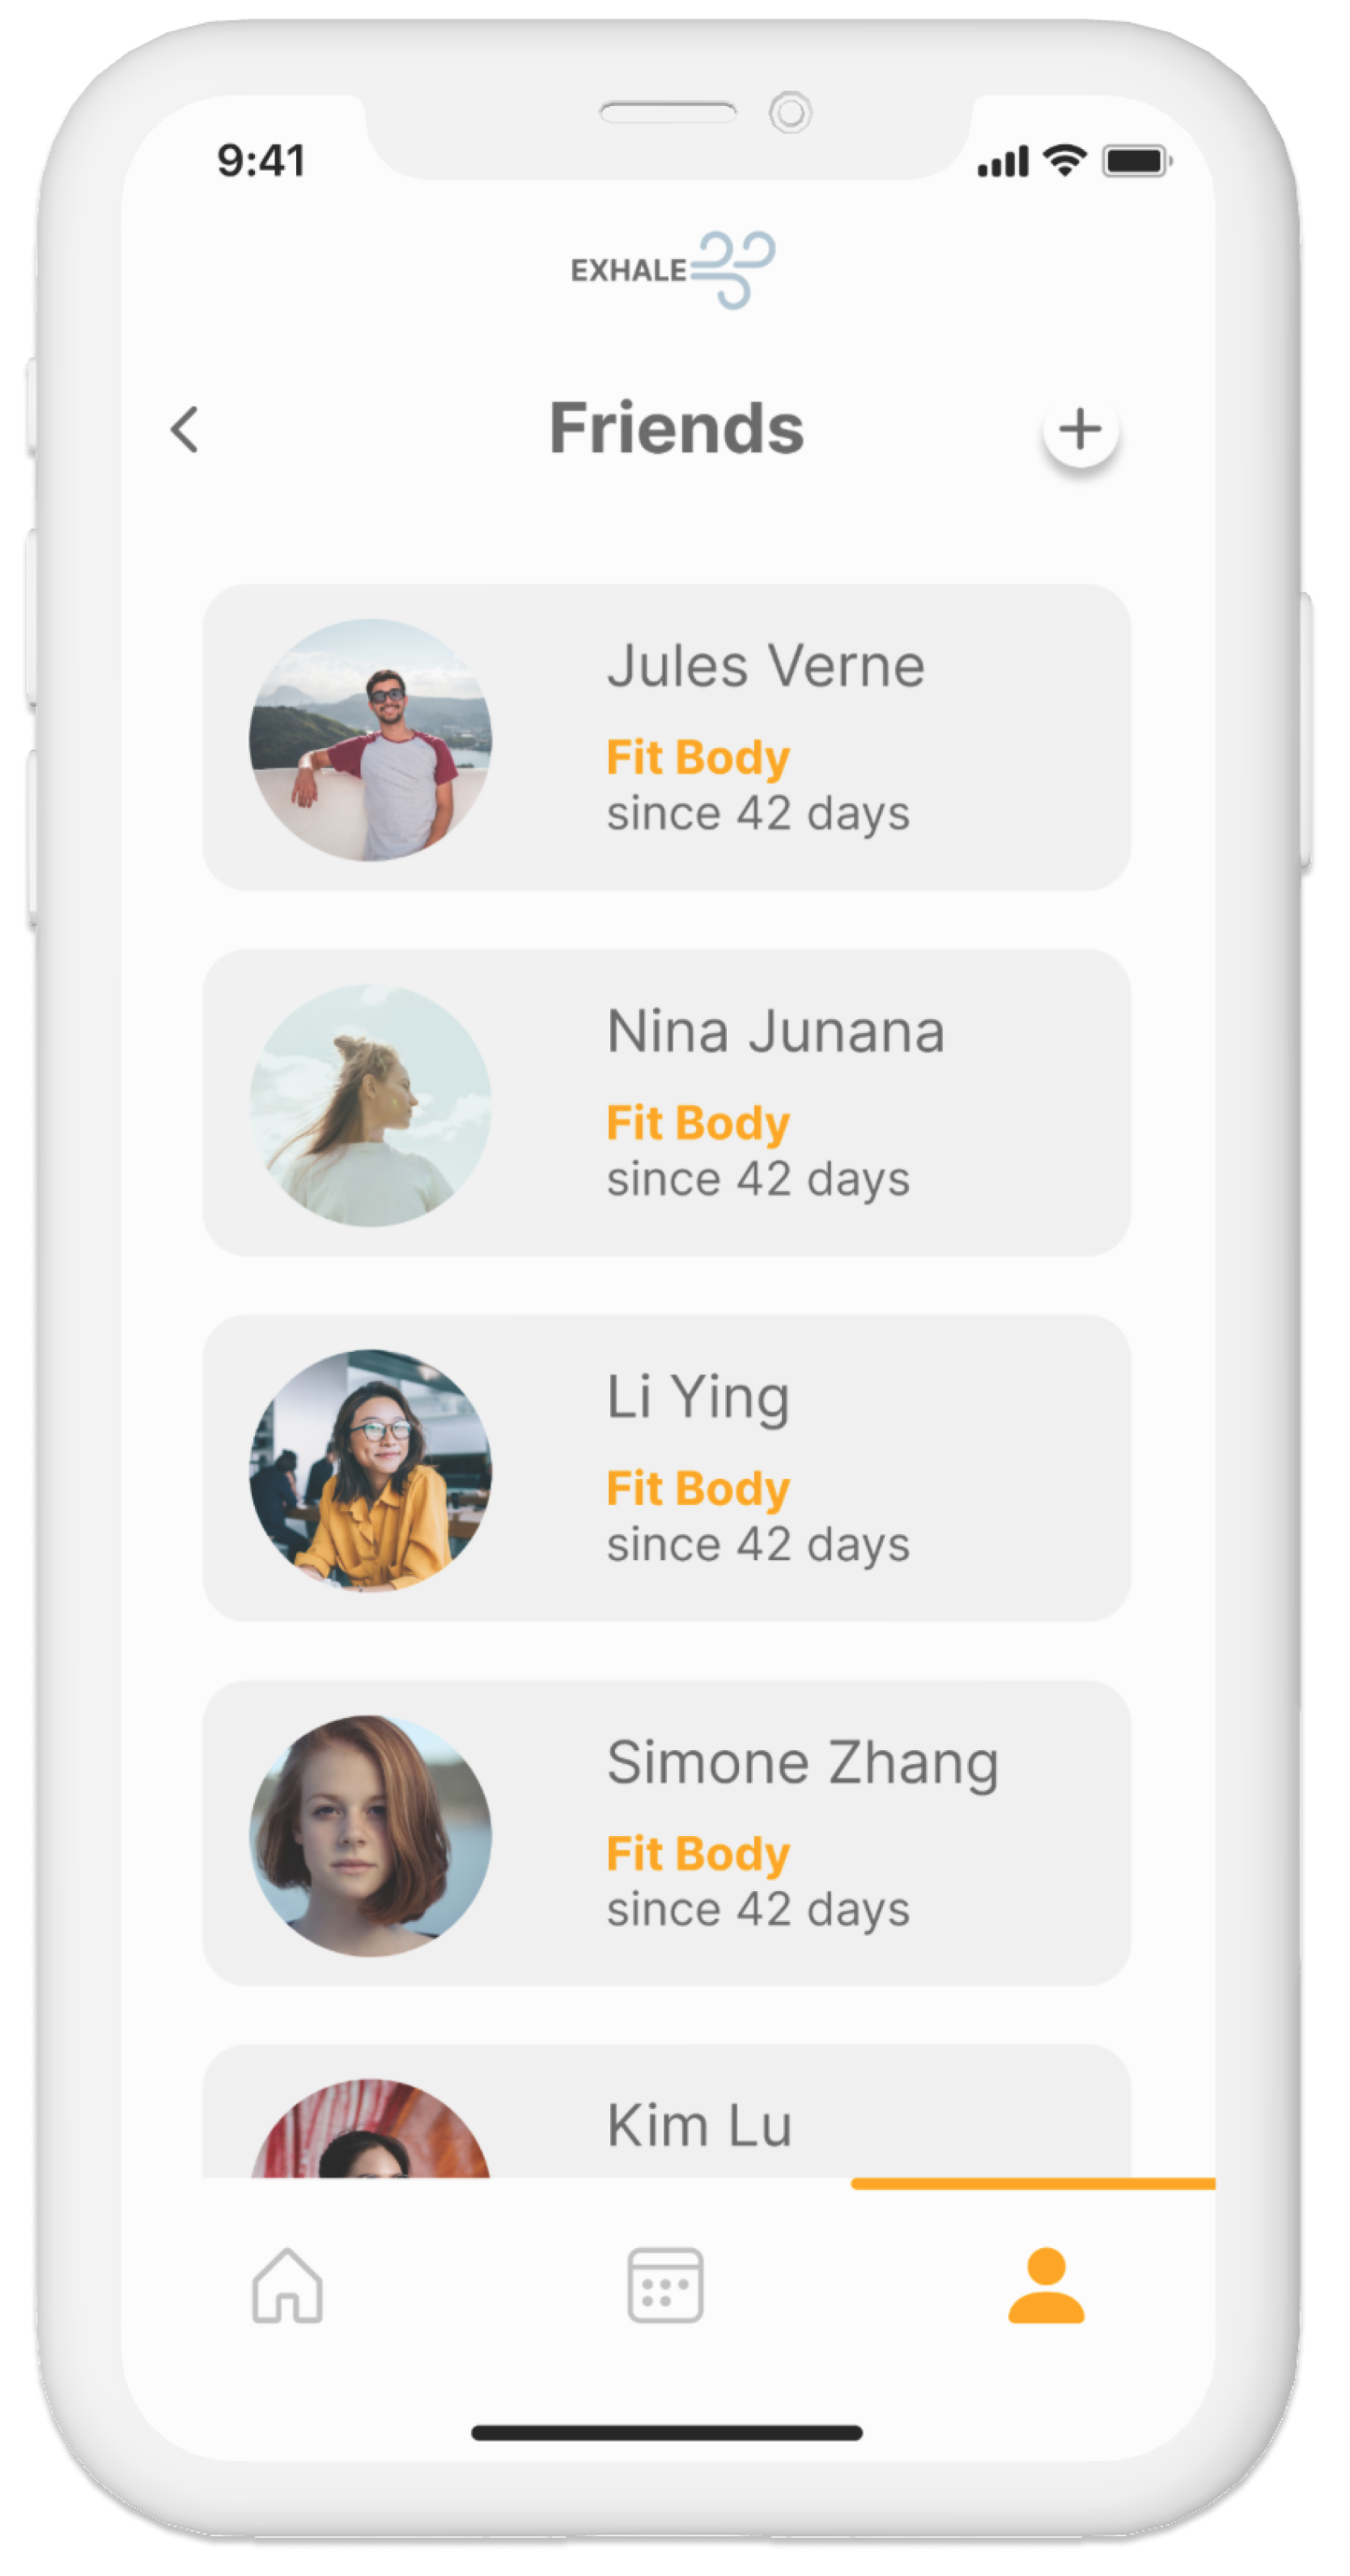 9:41
EXHALE
Friends
Jules Verne
Fit Body
since 42 days
Nina Junana
Fit Body
since 42 days
Li Ying
Fit Body
since 42 days
Simone Zhang
Fit Body
since 42 days
Kim Lu